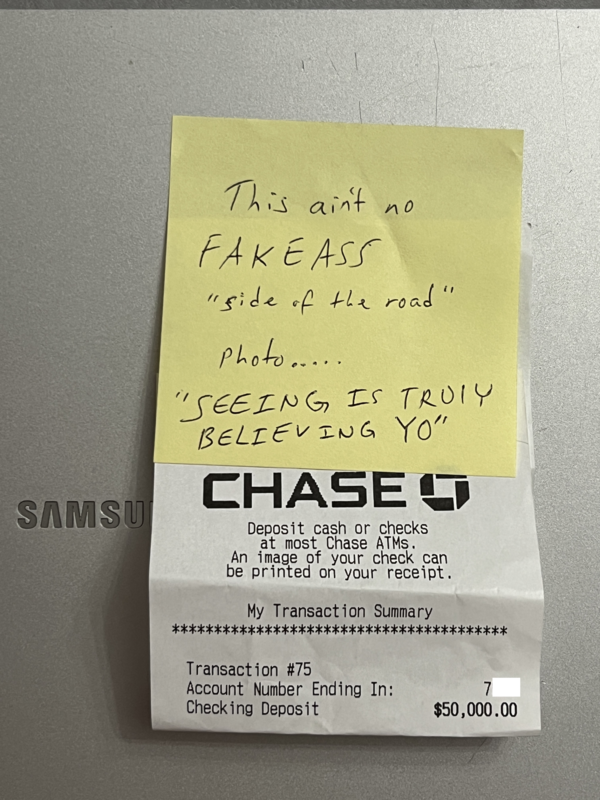 This ain't no
FAKEASS
"side of the road"
Photo.....
"SEEING IS TRULY
BELIEVING YO"
CHASE
SAMSU
Deposit cash or checks
at most Chase ATMs.
An image of your check can
be printed on your receipt.
My Transaction Summary
****************************************
Transaction #75
Account Number Ending In: 7
Checking Deposit $50,000.00